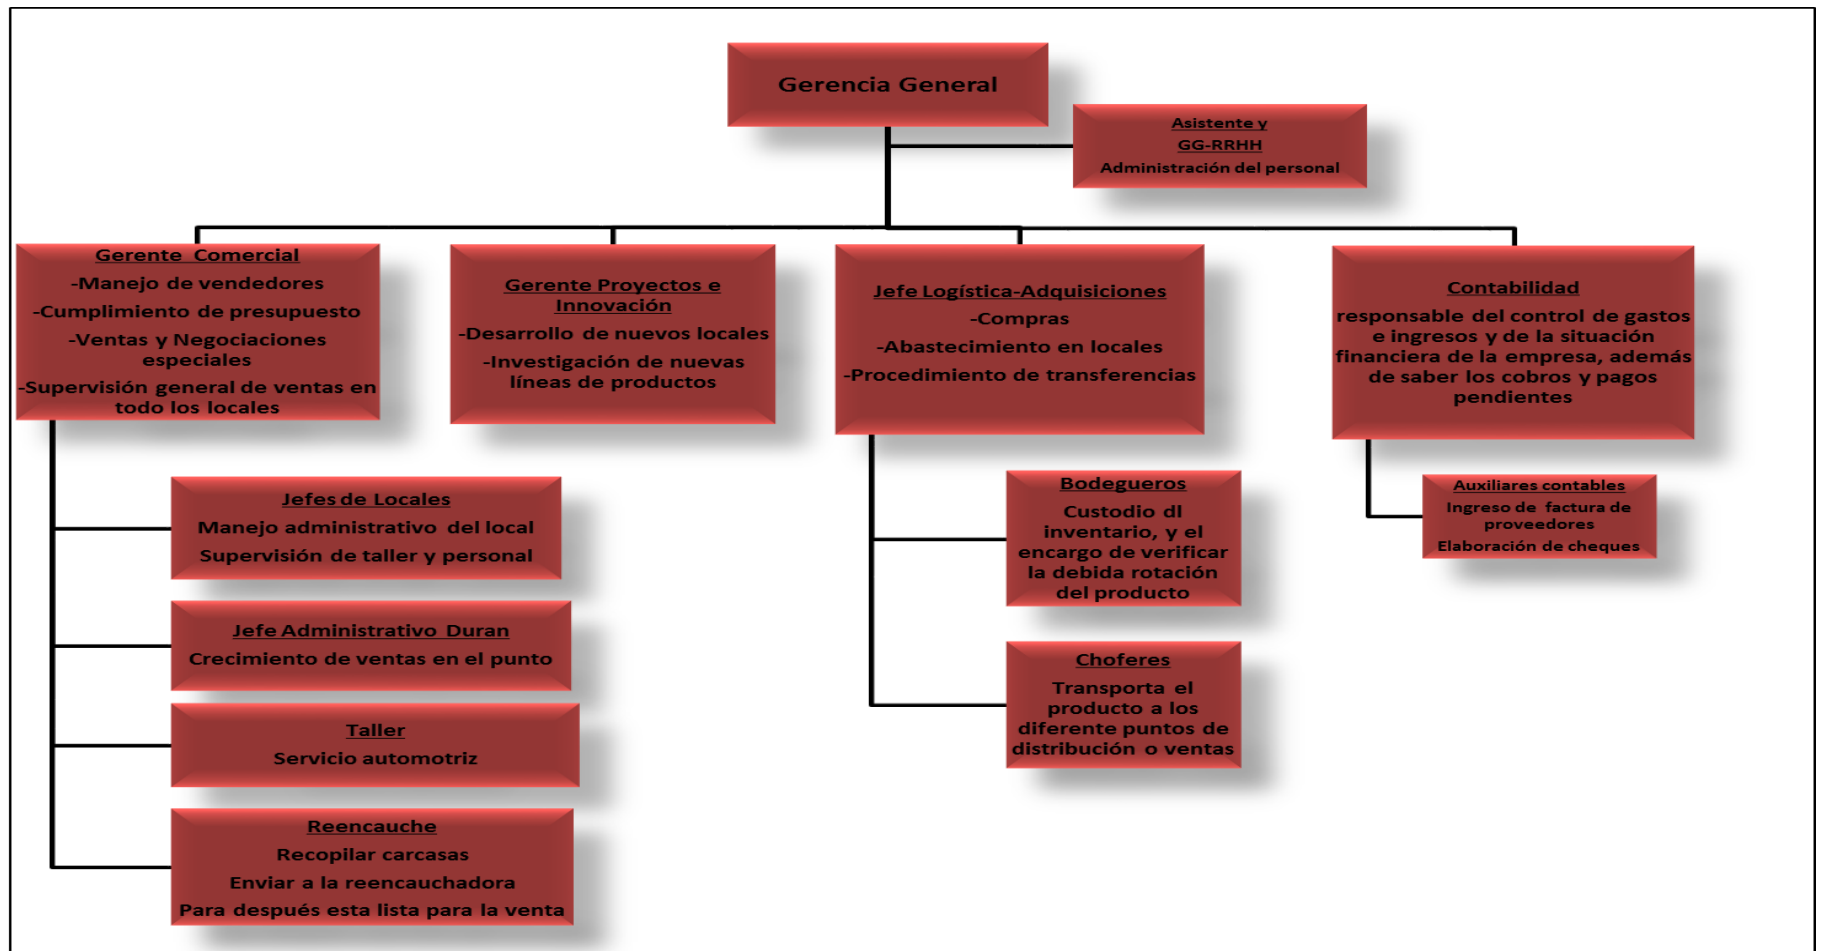 Gerencia General
Asistente y
GG-RRHH
Administración del personal
Gerente Comercial
-Manejo de vendedores
-Cumplimiento de presupuesto
-Ventas y Negociaciones
especiales
-Supervisión general de ventas en
todo los locales
Gerente Proyectos e
Innovación
-Desarrollo de nuevos locales
-Investigación de nuevas
líneas de productos
Jefe Logística-Adquisiciones
-Compras
-Abastecimiento en locales
-Procedimiento de transferencias
Contabilidad
responsable del control de gastos
e ingresos y de la situación
financiera de la empresa, además
de saber los cobros y pagos
pendientes
Jefes de Locales
Manejo administrativo del local
Supervisión de taller y personal
Jefe Administrativo Duran
Crecimiento de ventas en el punto
Taller
Servicio automotriz
Reencauche
Recopilar carcasas
Enviar a la reencauchadora
Para después esta lista para la venta
Bodegueros
Custodio dl
inventario, y el
encargo de verificar
la debida rotación
del producto
Choferes
Transporta el
producto a los
diferente puntos de
distribución o ventas
Auxiliares contables
Ingreso de factura de
proveedores
Elaboración de cheques